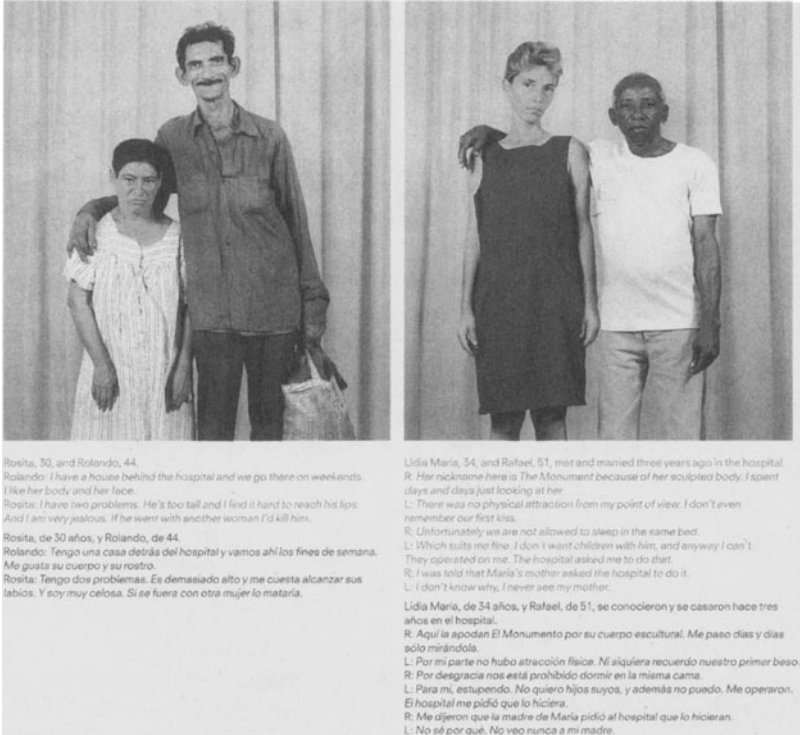 Rosita, 30, and Rolando, 44.
Rolando: I have a house behind the hospital and we go there on weekends.
I like her body and her face.
Rosita: I have two problems. He's too tall and I find it hard to reach his lips.
And I am very jealous. If he went with another woman I'd kill him.
Rosita, de 30 años, y Rolando, de 44.
Rolando: Tengo una casa detrás del hospital y vamos ahí los fines de semana.
Me gusta su cuerpo y su rostro.
Rosita: Tengo dos problemas. Es demasiado alto y me cuesta alcanzar sus
labios. Y soy muy celosa. Si se fuera con otra mujer lo mataría.
Lidia María, 34, and Rafael, 51, met and married three years ago in the hospital.
R: Her nickname here is The Monument because of her sculpted body. I spent
days and days just looking at her.
L: There was no physical attraction from my point of view. I don't even
remember our first kiss.
R: Unfortunately we are not allowed to sleep in the same bed.
L: Which suits me fine. I don't want children with him, and anyway I can't.
They operated on me. The hospital asked me to do that.
R: I was told that María's mother asked the hospital to do it.
L: I don't know why, I never see my mother.
Lidia María, de 34 años, y Rafael, de 51, se conocieron y se casaron hace tres
años en el hospital.
R: Aquí la apodan El Monumento por su cuerpo escultural. Me paso días y días
sólo mirándola.
L: Por mi parte no hubo atracción física. Ni siquiera recuerdo nuestro primer beso.
R: Por desgracia nos está prohibido dormir en la misma cama.
L: Para mí, estupendo. No quiero hijos suyos, y además no puedo. Me operaron.
El hospital me pidió que lo hiciera.
R: Me dijeron que la madre de María pidió al hospital que lo hicieran.
L: No sé por qué. No veo nunca a mi madre.